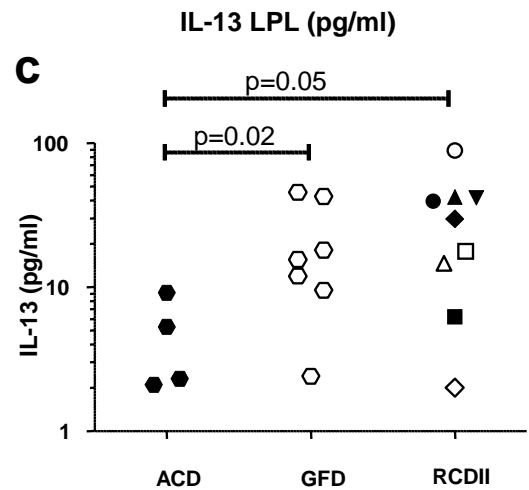 IL-13 LPL (pg/ml)
C
p=0.05
p=0.02
100
10
1
IL-13 (pg/ml)
ACD GFD RCDII